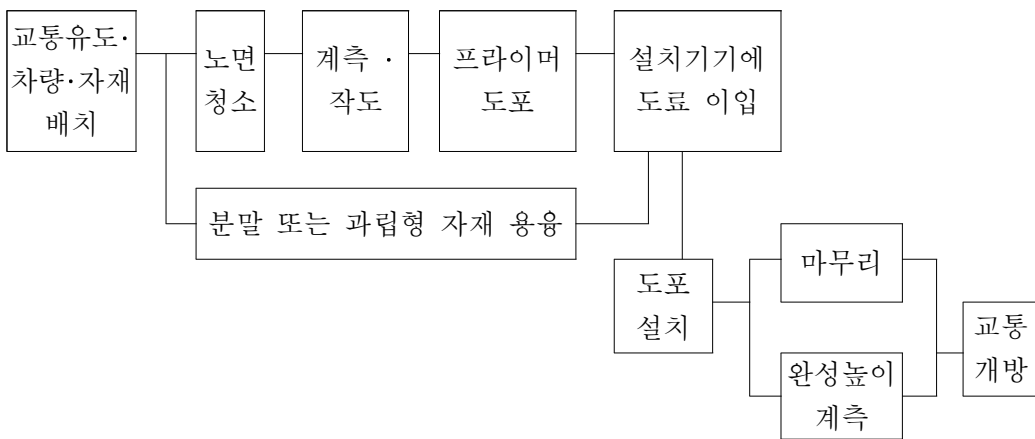 교통유도·
차량·자재
배치
노면
청소
계측 ·
작도
프라이머
도포
설치기기에
도료 이입
분말 또는 과립형 자재 용융
도포
설치
마무리
완성높이
계측
교통
개방